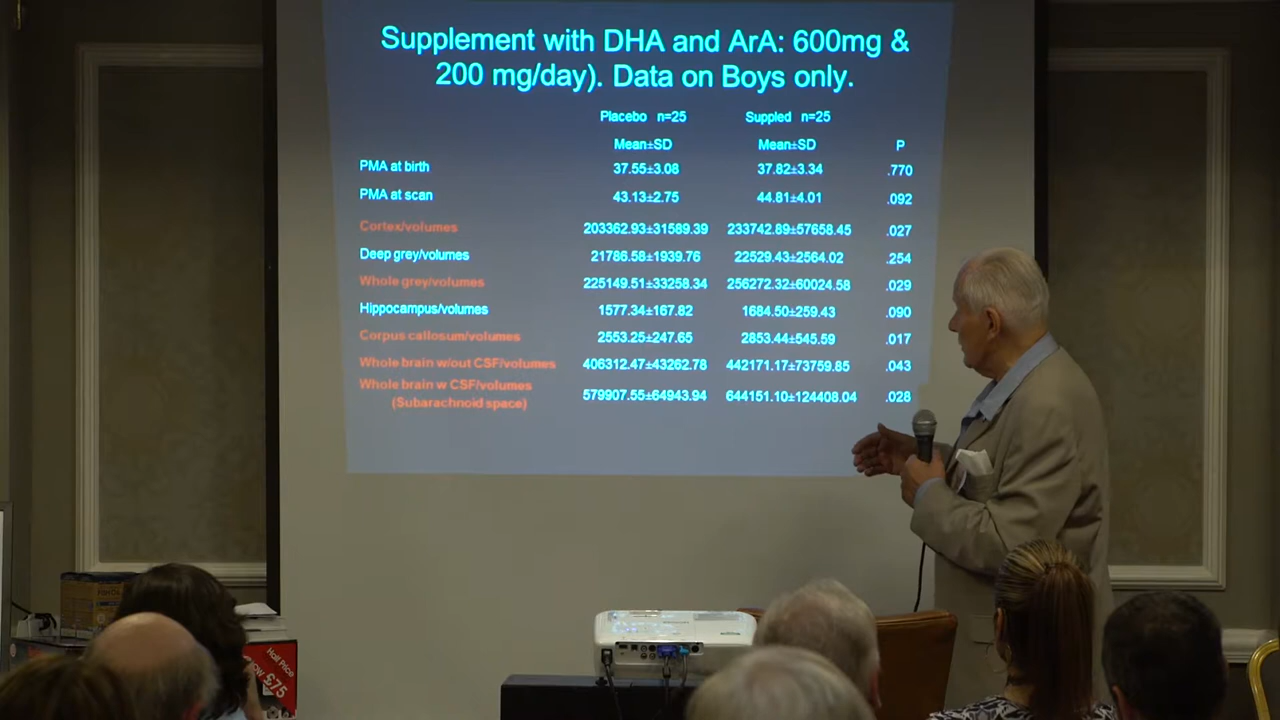 Supplement with DHA and ArA: 600mg &
200 mg/day). Data on Boys only.
Placebo n=25 Suppled n=25
Mean±SD Mean±SD P
PMA at birth 37.55±3.08 37.82±3.34 .770
PMA at scan 43.13±2.75 44.81±4.01 .092
Cortex/volumes 203362.93±31589.39 233742.89±57658.45 .027
Deep grey/volumes 21786.58±1939.76 22529.43±2564.02 .254
Whole grey/volumes 225149.51±33258.34 256272.32±60024.58 .029
Hippocampus/volumes 1577.34±167.82 1684.50±259.43 .090
Corpus callosum/volumes 2553.25±247.65 2853.44±545.59 .017
Whole brain w/out CSF/volumes 406312.47±43262.78 442171.17±73759.85 .043
Whole brain w CSF/volumes
(Subarachnoid space) 579907.55±64943.94 644151.10±124408.04 .028
Half Price
£75